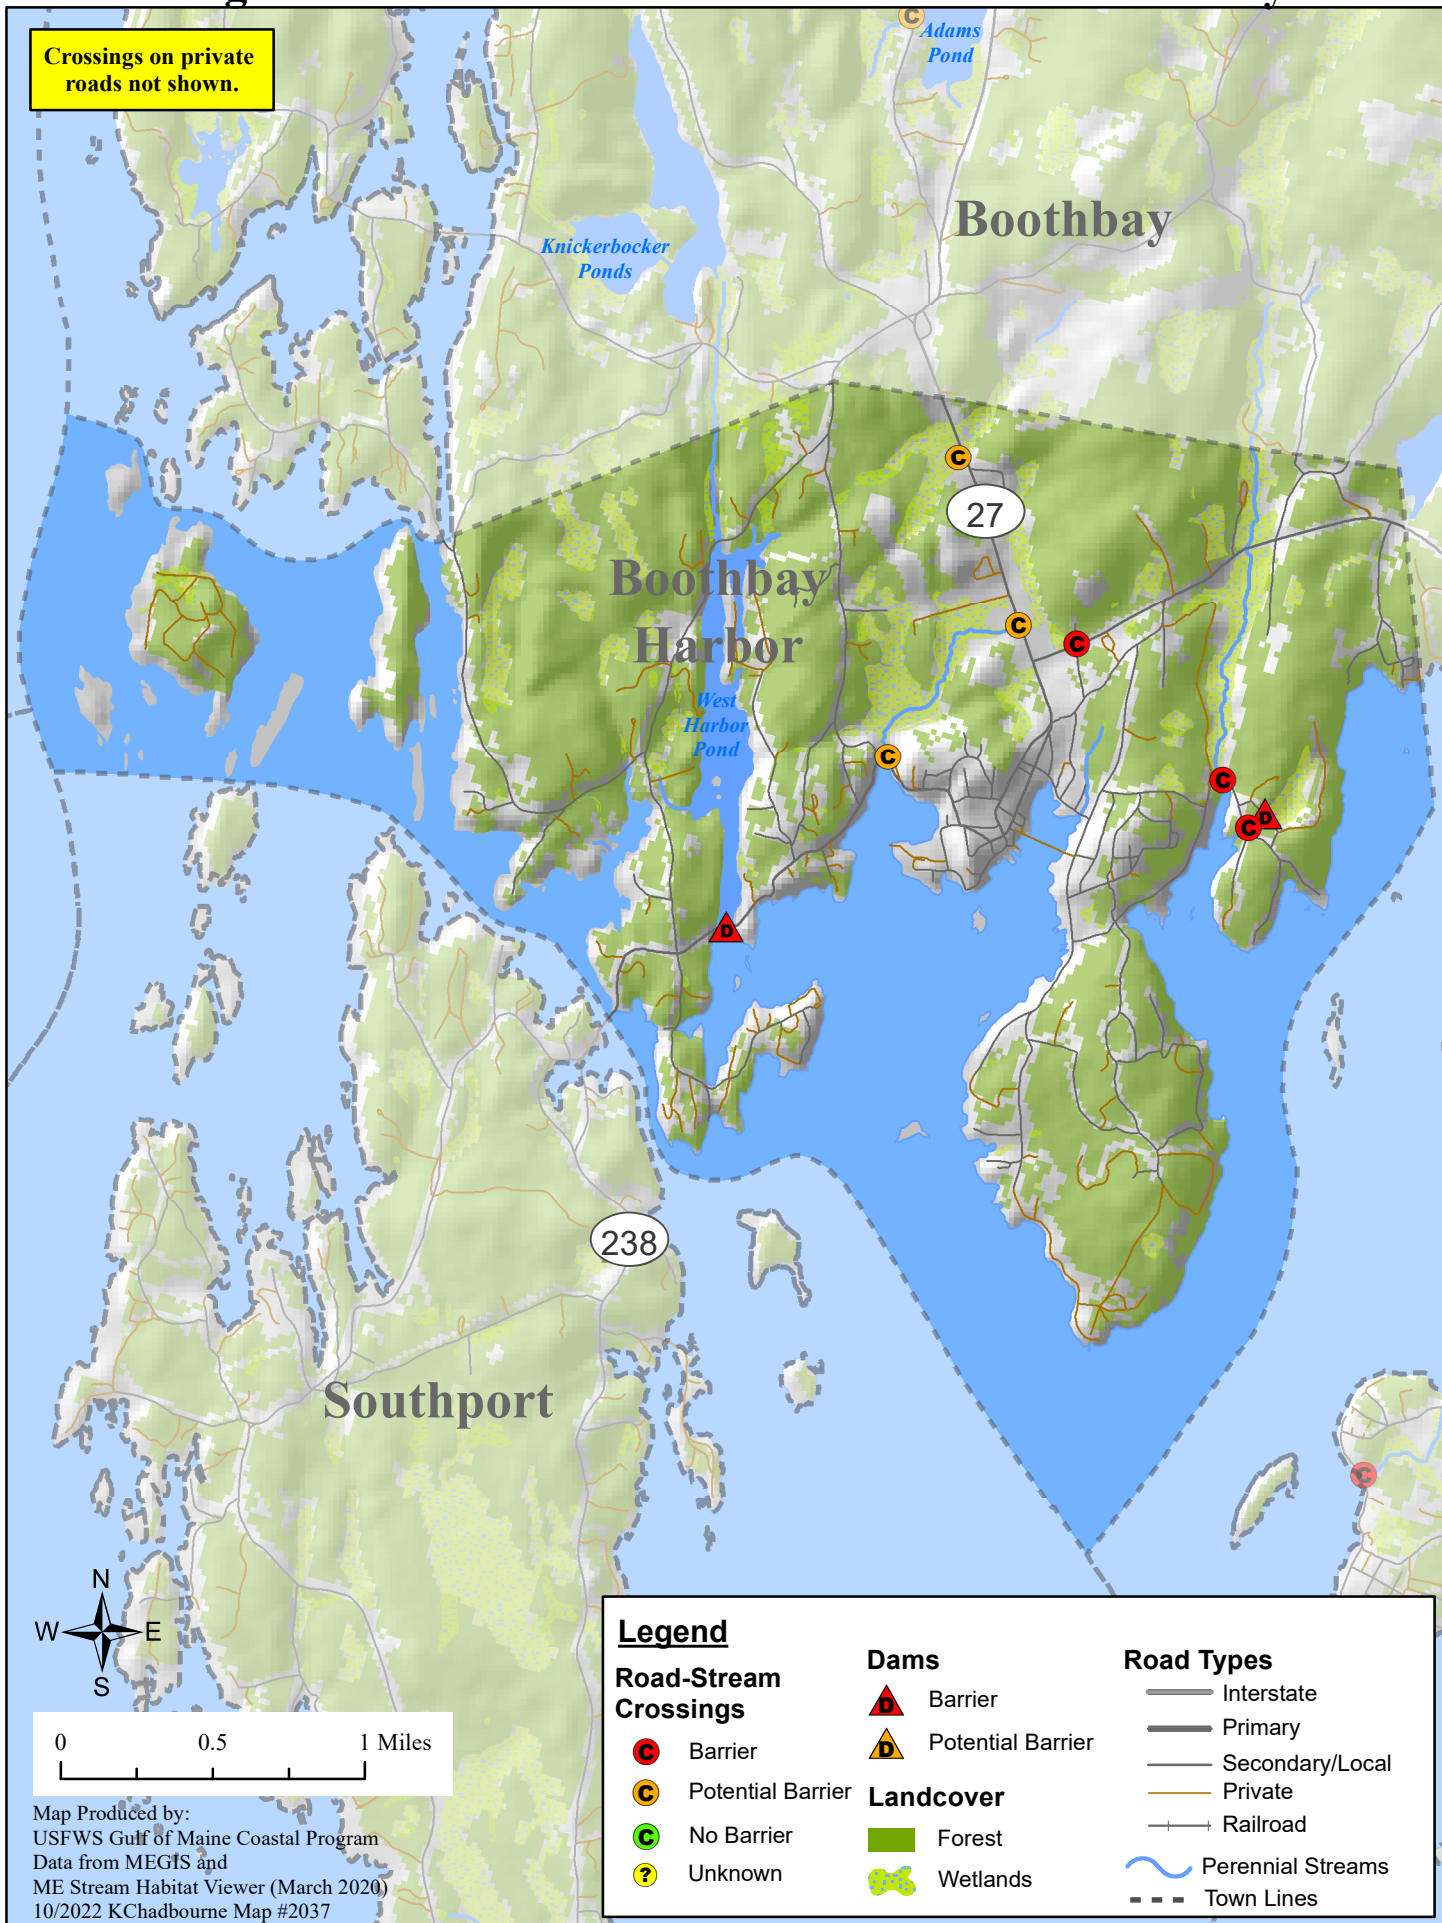 Crossings on private
roads not shown.
C
Adams
Pond
Boothbay
Knickerbocker
Ponds
C
27
Boothbay
Harbor
C
C
West
Harbor
Pond
C
C
D
C
D
238
Southport
C
N
W E
S
0 0.5 1 Miles
Map Produced by:
USFWS Gulf of Maine Coastal Program
Data from MEGIS and
ME Stream Habitat Viewer (March 2020)
10/2022 KChadbourne Map #2037
Legend
Road-Stream
Crossings
C Barrier
C Potential Barrier
C No Barrier
? Unknown
Dams
D Barrier
D Potential Barrier
Landcover
Forest
Wetlands
Road Types
Interstate
Primary
Secondary/Local
Private
Railroad
Perennial Streams
Town Lines